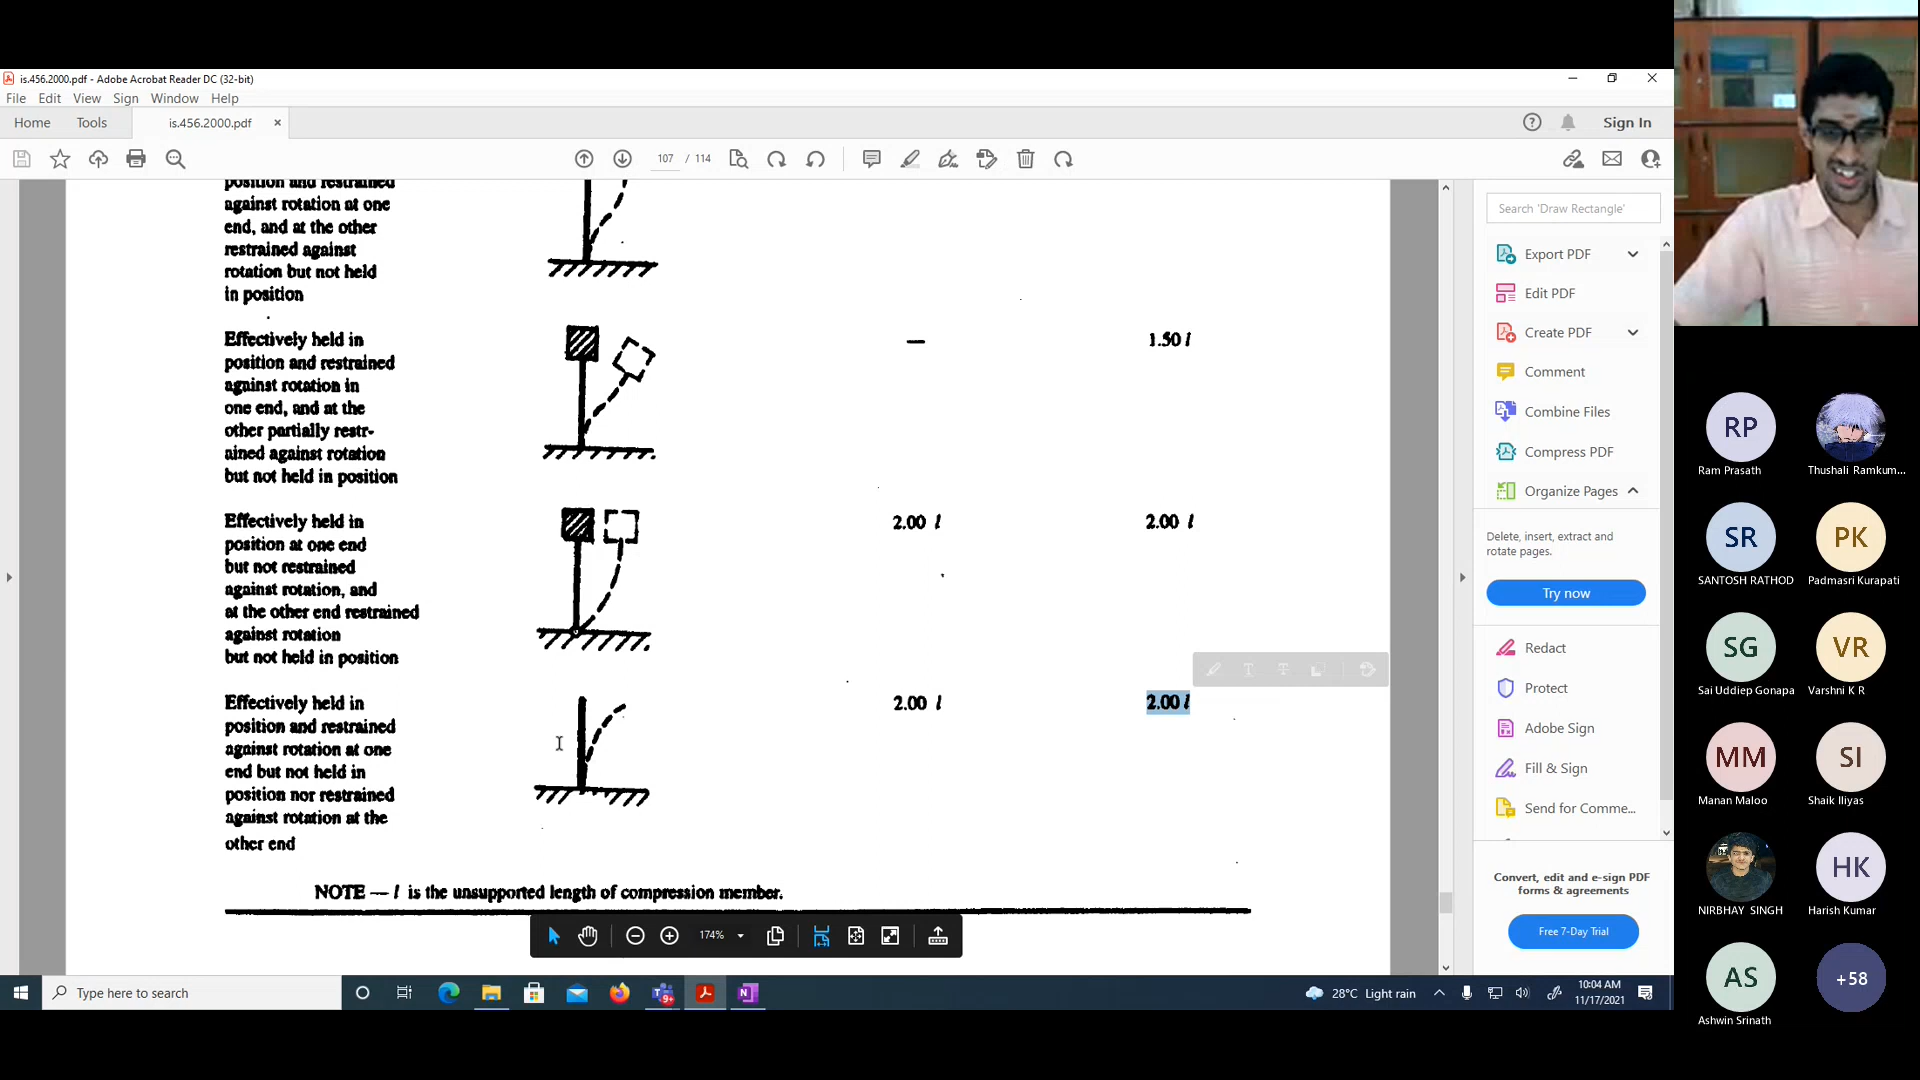 is.456.2000.pdf - Adobe Acrobat Reader DC (32-bit)
File Edit View Sign Window Help
Home Tools is.456.2000.pdf × Sign In
107 / 114
position and restrained
against rotation at one
end, and at the other
restrained against
rotation but not held
in position
Effectively held in — 1.50 l
position and restrained
against rotation in
one end, and at the
other partially restr-
ained against rotation
but not held in position
Effectively held in 2.00 l 2.00 l
position at one end
but not restrained
against rotation, and
at the other end restrained
against rotation
but not held in position
Effectively held in 2.00 l 2.00 l
position and restrained
against rotation at one
end but not held in
position nor restrained
against rotation at the
other end
NOTE — l is the unsupported length of compression member.
174%
Search 'Draw Rectangle'
Export PDF
Edit PDF
Create PDF
Comment
Combine Files
Compress PDF
Organize Pages
Delete, insert, extract and
rotate pages.
Try now
Redact
Protect
Adobe Sign
Fill & Sign
Send for Comme...
Convert, edit and e-sign PDF
forms & agreements
Free 7-Day Trial
RP
Ram Prasath Thushali Ramkum...
SR PK
SANTOSH RATHOD Padmasri Kurapati
SG VR
Sai Uddiep Gonapa Varshni K R
MM SI
Manan Maloo Shaik Iliyas
HK
NIRBHAY SINGH Harish Kumar
AS +58
Ashwin Srinath
Type here to search 9+ 28°C Light rain 10:04 AM
11/17/2021